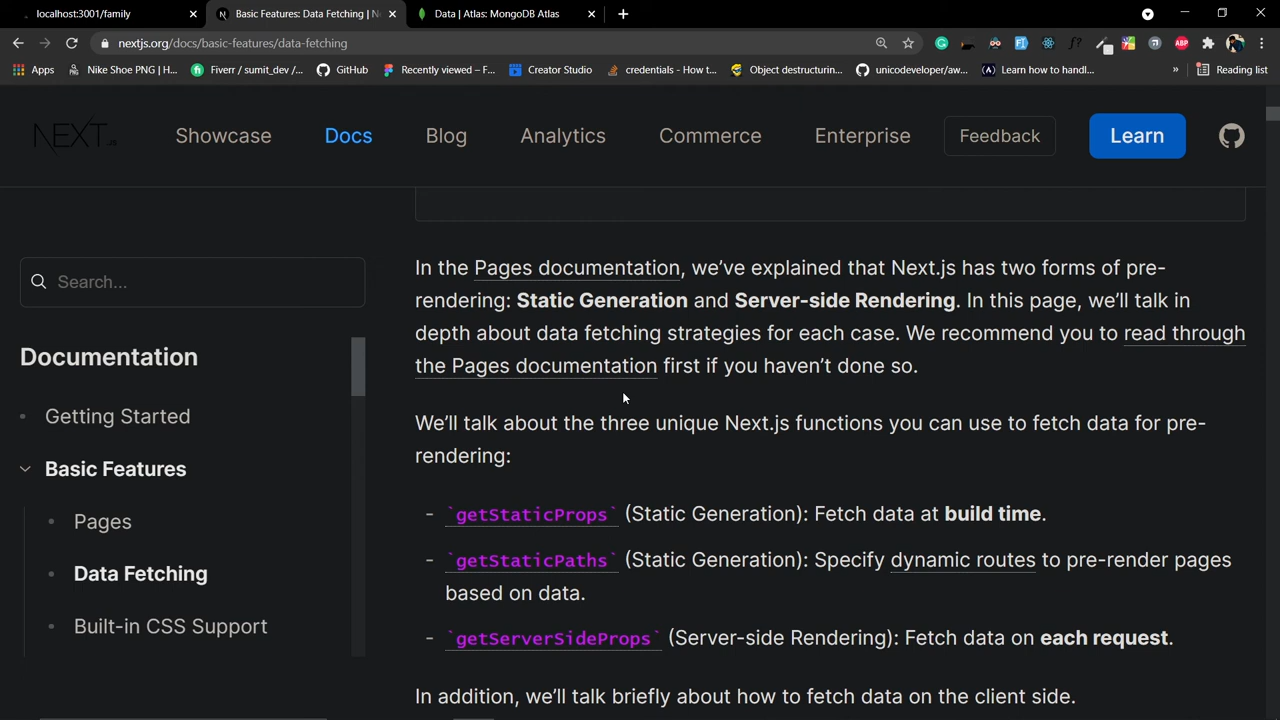 localhost:3001/family
Basic Features: Data Fetching | N
Data | Atlas: MongoDB Atlas
nextjs.org/docs/basic-features/data-fetching
ABP
Apps
Nike Shoe PNG | H...
Fiverr / sumit_dev /...
GitHub
Recently viewed – F...
Creator Studio
credentials - How t...
Object destructurin...
unicodeveloper/aw...
Learn how to handl...
»
Reading list
NEXT.JS
Showcase
Docs
Blog
Analytics
Commerce
Enterprise
Feedback
Learn
Search...
Documentation
Getting Started
Basic Features
Pages
Data Fetching
Built-in CSS Support
In the Pages documentation, we’ve explained that Next.js has two forms of pre-
rendering: Static Generation and Server-side Rendering. In this page, we’ll talk in
depth about data fetching strategies for each case. We recommend you to read through
the Pages documentation first if you haven’t done so.
We’ll talk about the three unique Next.js functions you can use to fetch data for pre-
rendering:
- `getStaticProps` (Static Generation): Fetch data at build time.
- `getStaticPaths` (Static Generation): Specify dynamic routes to pre-render pages
based on data.
- `getServerSideProps` (Server-side Rendering): Fetch data on each request.
In addition, we’ll talk briefly about how to fetch data on the client side.